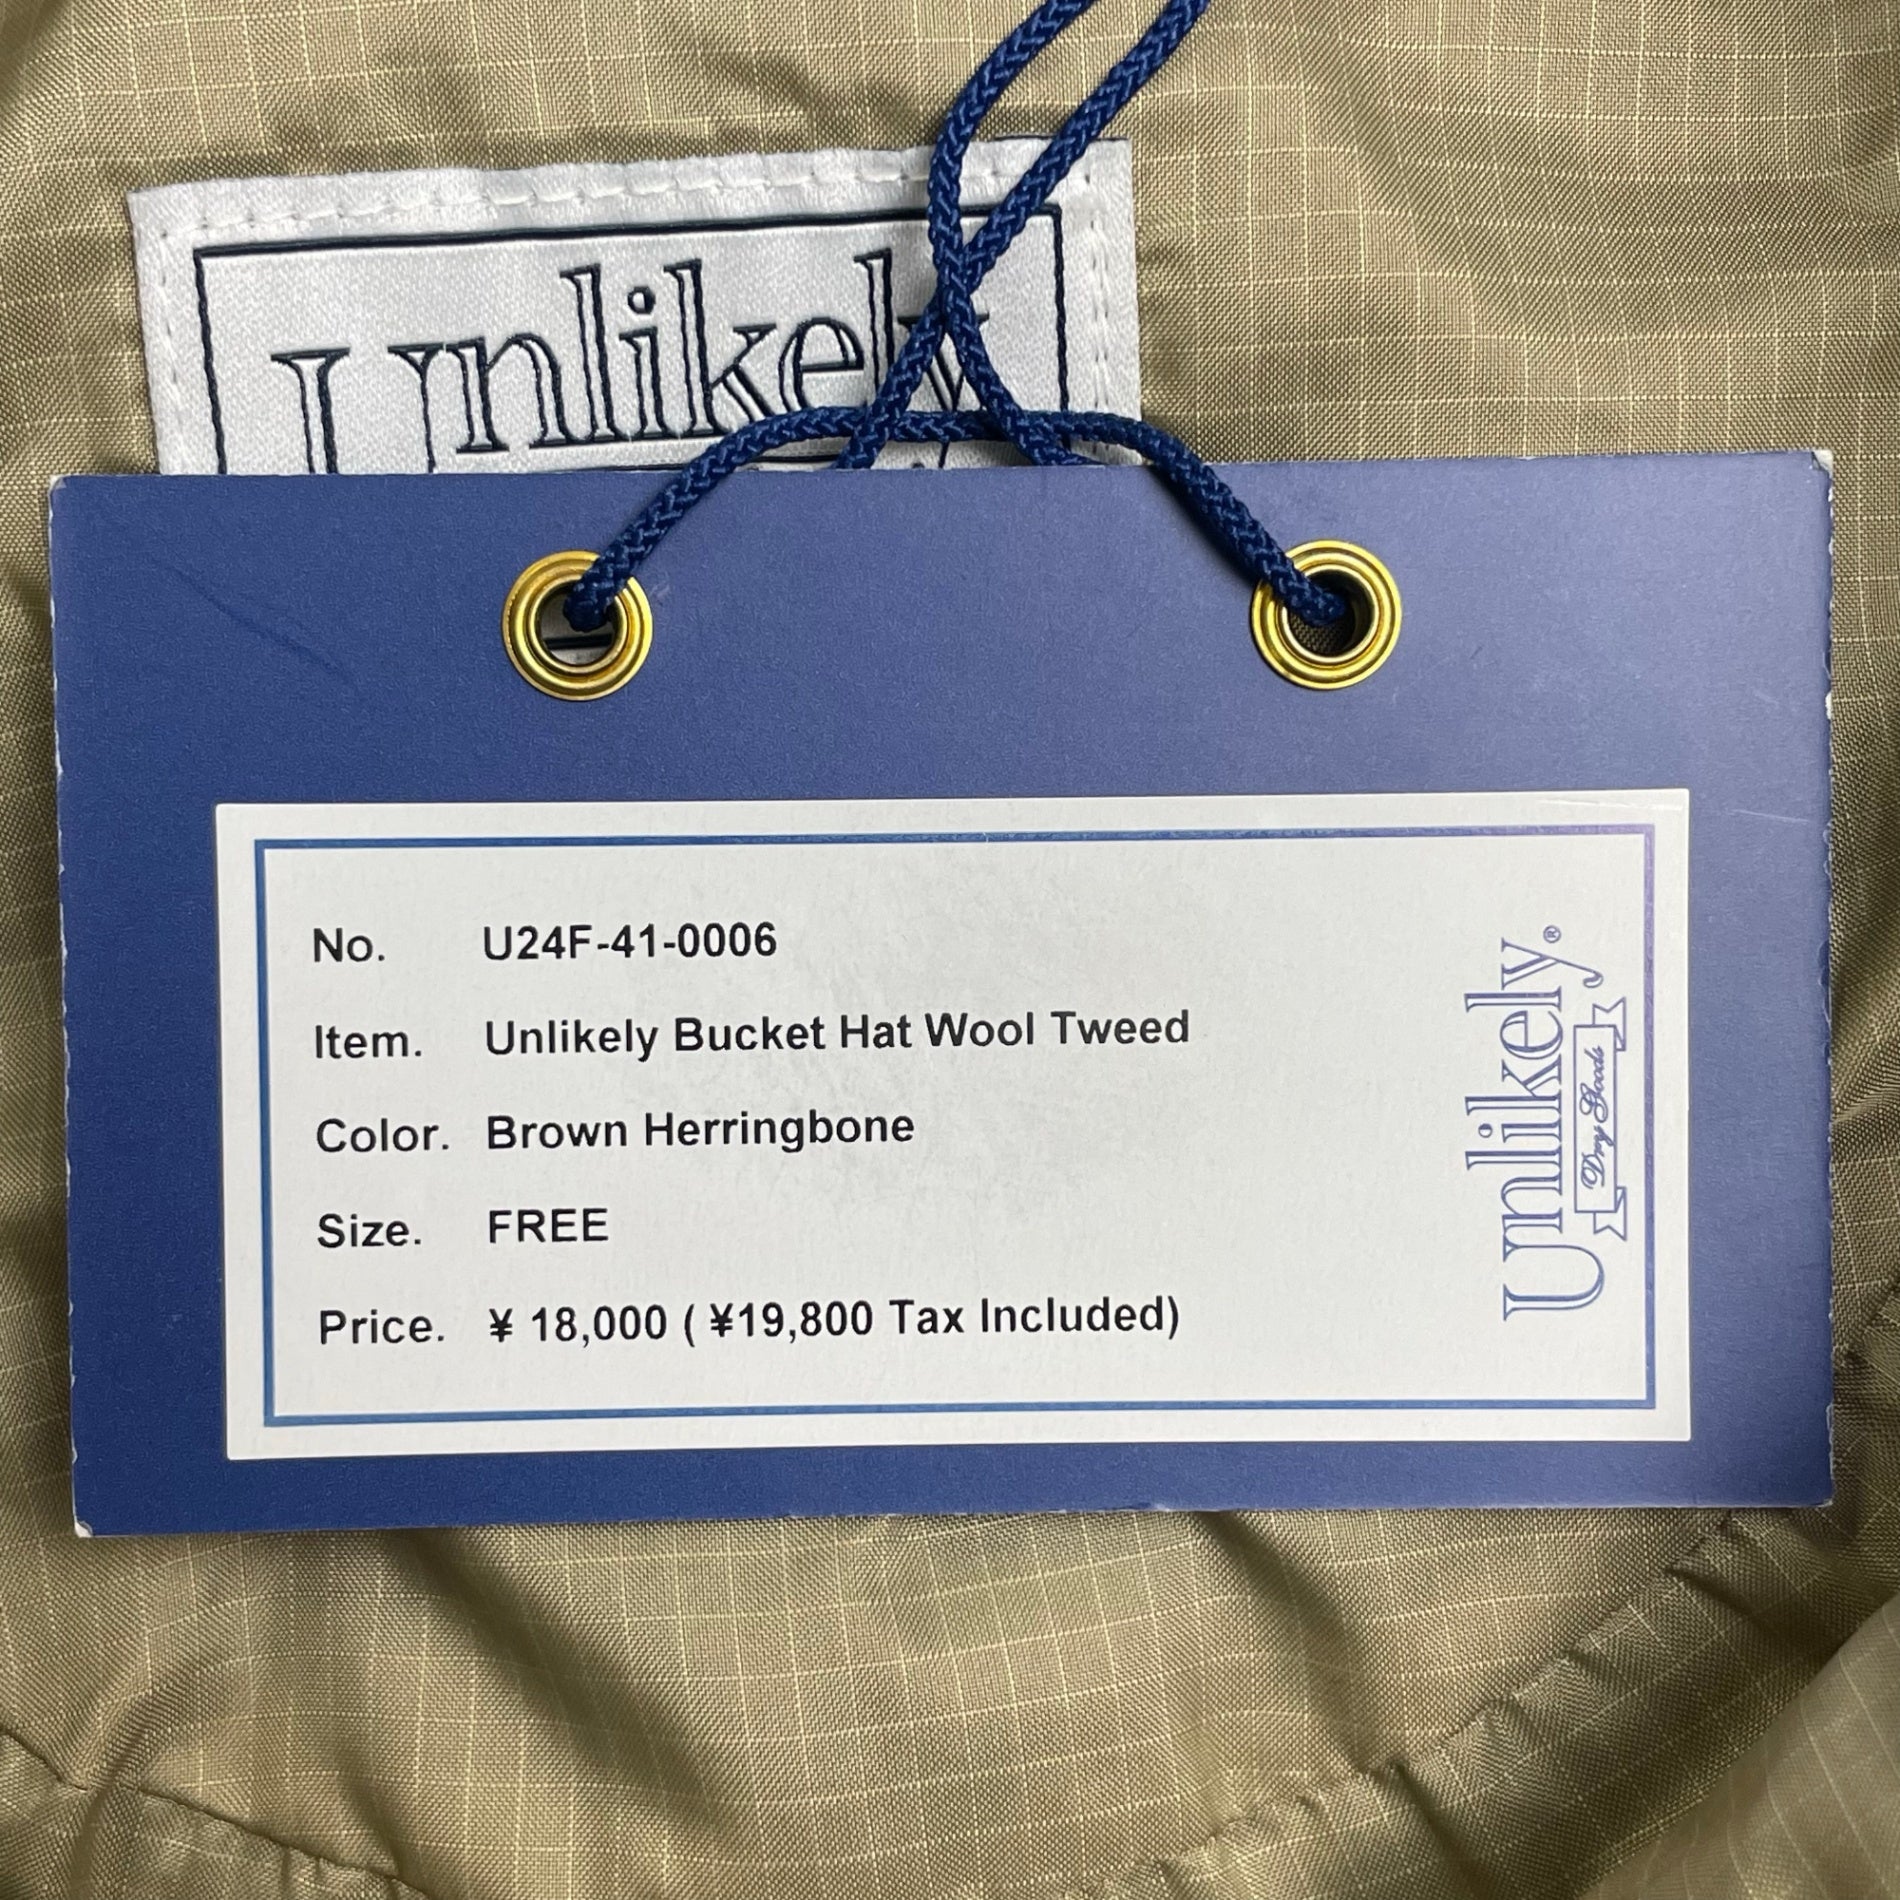 Unlikely
No. U24F-41-0006
Item. Unlikely Bucket Hat Wool Tweed
Color. Brown Herringbone
Size. FREE
Price. ¥ 18,000 ( ¥19,800 Tax Included)
Unlikely®
Dry Goods